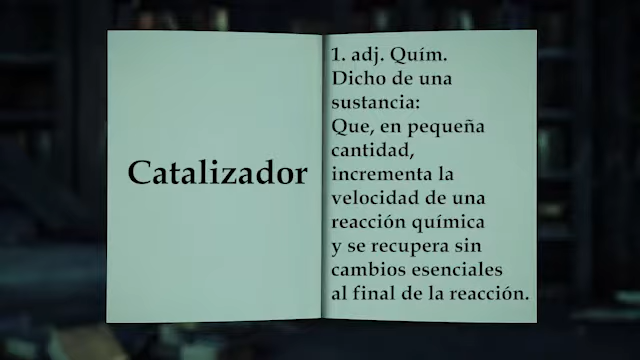 Catalizador
1. adj. Quím.
Dicho de una
sustancia:
Que, en pequeña
cantidad,
incrementa la
velocidad de una
reacción química
y se recupera sin
cambios esenciales
al final de la reacción.